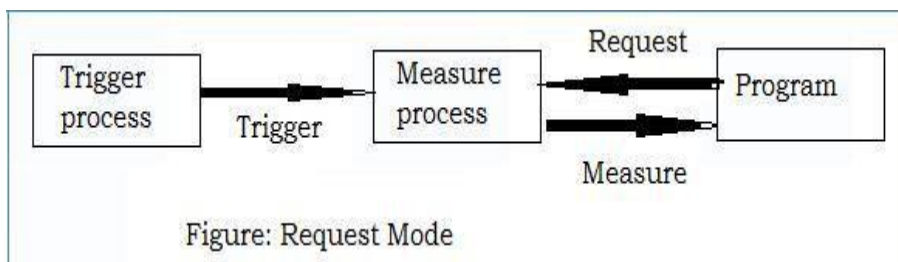 Trigger
process
Trigger
Measure
process
Request
Measure
Program
Figure: Request Mode